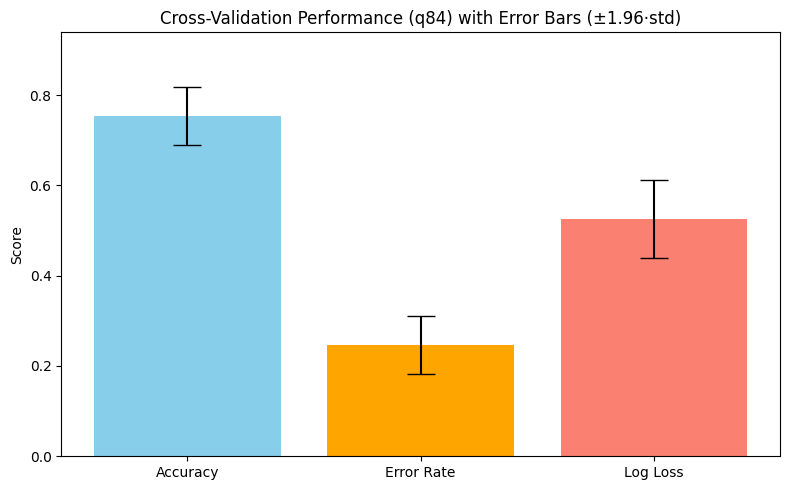 Cross-Validation Performance (q84) with Error Bars (±1.96·std)
Score
0.8
0.6
0.4
0.2
0.0
Accuracy
Error Rate
Log Loss